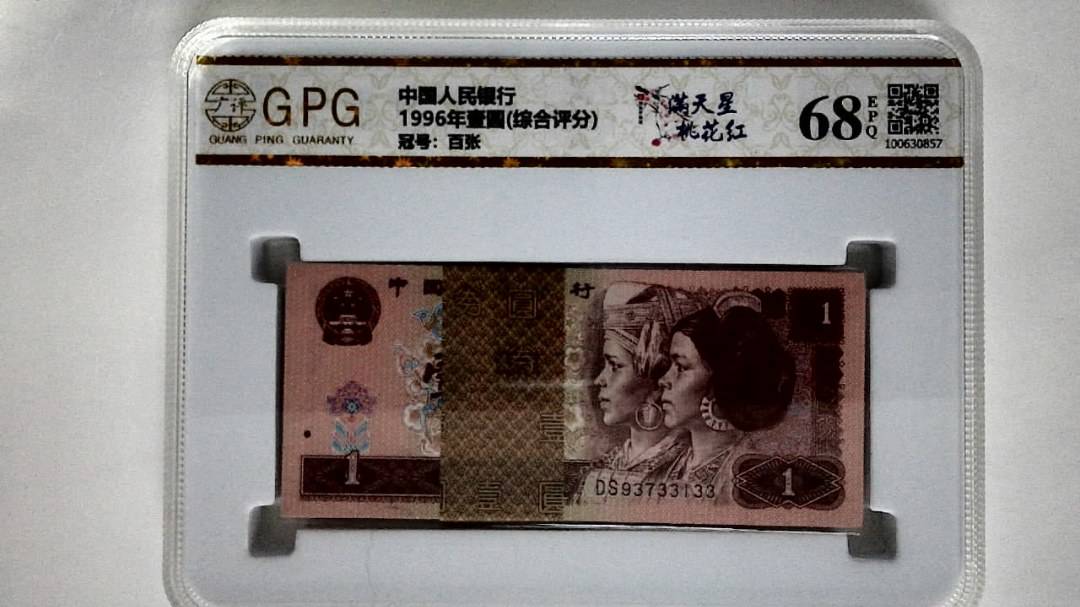 GPG
GUANG PING GUARANTY
中国人民银行
1996年壹圆(综合评分)
冠号：百张
满天星
桃花红
68
EPQ
100630857
中国
行
1
1
DS93733133
1